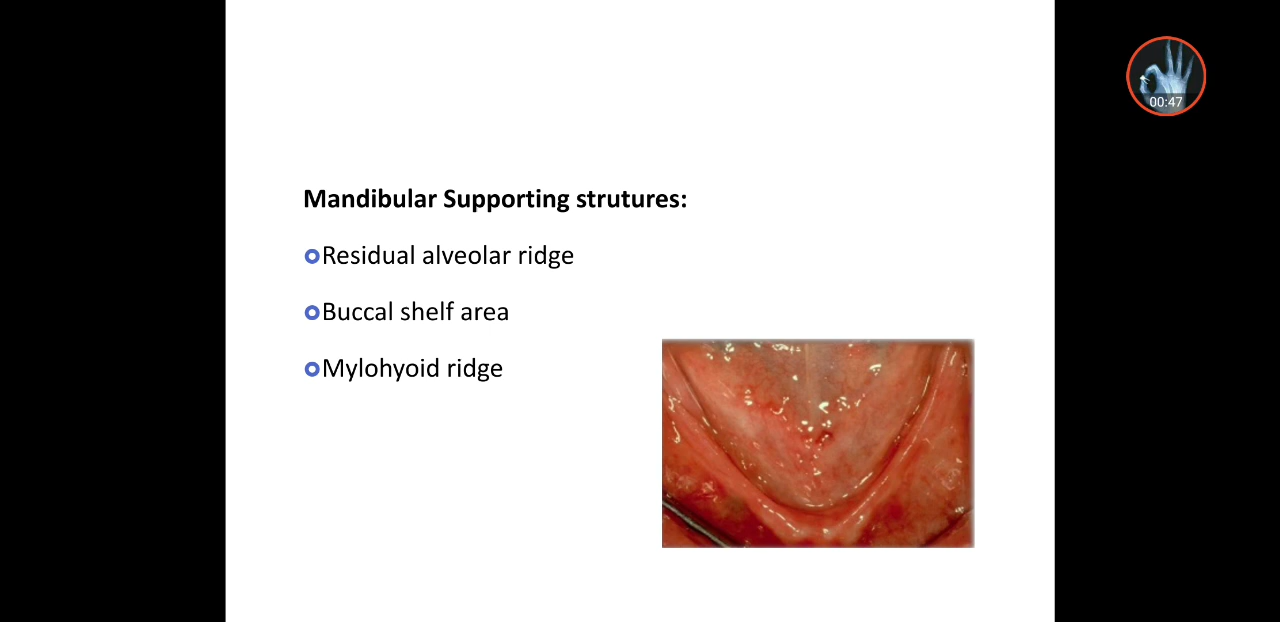 00:47
Mandibular Supporting strutures:
Residual alveolar ridge
Buccal shelf area
Mylohyoid ridge